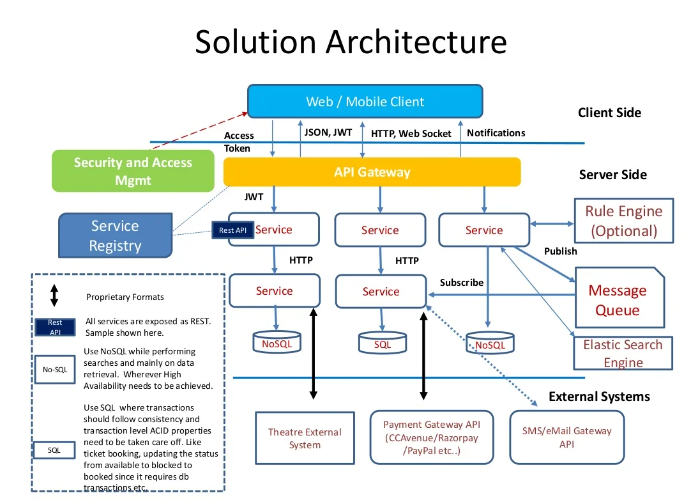 Solution Architecture
Web / Mobile Client
Client Side
Access
Token
JSON, JWT
HTTP, Web Socket
Notifications
Security and Access
Mgmt
API Gateway
Server Side
JWT
Service
Registry
Rest API
Service
Service
Service
Rule Engine
(Optional)
HTTP
HTTP
Publish
Subscribe
Service
Service
Message
Queue
Proprietary Formats
Rest
API
All services are exposed as REST.
Sample shown here.
NoSQL
SQL
NoSQL
Elastic Search
Engine
No-SQL
Use NoSQL while performing
searches and mainly on data
retrieval. Wherever High
Availability needs to be achieved.
External Systems
SQL
Use SQL where transactions
should follow consistency and
transaction level ACID properties
need to be taken care off. Like
ticket booking, updating the status
from available to blocked to
booked since it requires db
transactions etc.
Theatre External
System
Payment Gateway API
(CCAvenue/Razorpay
/PayPal etc..)
SMS/eMail Gateway
API